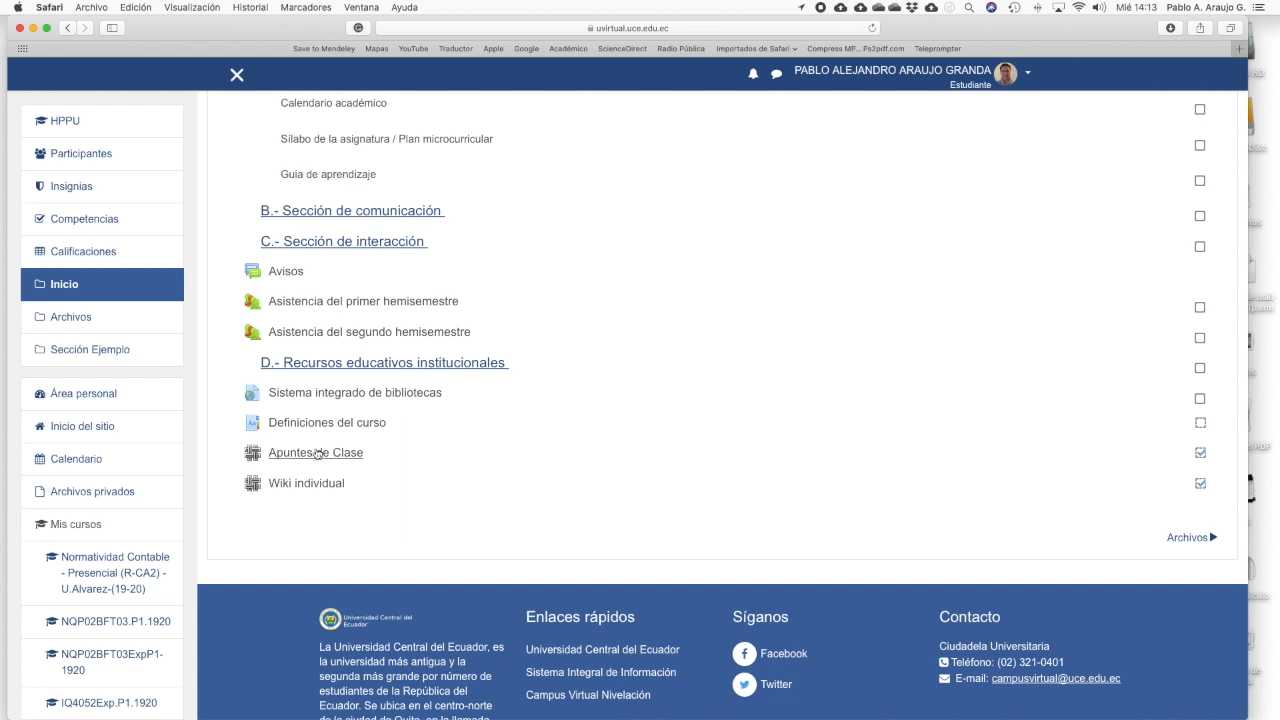 Safari Archivo Edición Visualización Historial Marcadores Ventana Ayuda
Mié 14:13 Pablo A. Araujo G.
uvirtual.uce.edu.ec
Save to Mendeley Mapas YouTube Traductor Apple Google Académico ScienceDirect Radio Pública Importados de Safari Compress MP... Ps2pdf.com Teleprompter
PABLO ALEJANDRO ARAUJO GRANDA
Estudiante
HPPU
Participantes
Insignias
Competencias
Calificaciones
Inicio
Archivos
Sección Ejemplo
Área personal
Inicio del sitio
Calendario
Archivos privados
Mis cursos
Normatividad Contable
- Presencial (R-CA2) -
U.Alvarez-(19-20)
NQP02BFT03.P1.1920
NQP02BFT03ExpP1-
1920
IQ4052Exp.P1.1920
Calendario académico
Sílabo de la asignatura / Plan microcurricular
Guia de aprendizaje
B.- Sección de comunicación
C.- Sección de interacción
Avisos
Asistencia del primer hemisemestre
Asistencia del segundo hemisemestre
D.- Recursos educativos institucionales
Sistema integrado de bibliotecas
Definiciones del curso
Apuntes de Clase
Wiki individual
Archivos
Universidad Central del
Ecuador
La Universidad Central del Ecuador, es
la universidad más antigua y la
segunda más grande por número de
estudiantes de la República del
Ecuador. Se ubica en el centro-norte
de la ciudad de Quito, en la llamada
Enlaces rápidos
Universidad Central del Ecuador
Sistema Integral de Información
Campus Virtual Nivelación
Síganos
Facebook
Twitter
Contacto
Ciudadela Universitaria
Teléfono: (02) 321-0401
E-mail: campusvirtual@uce.edu.ec